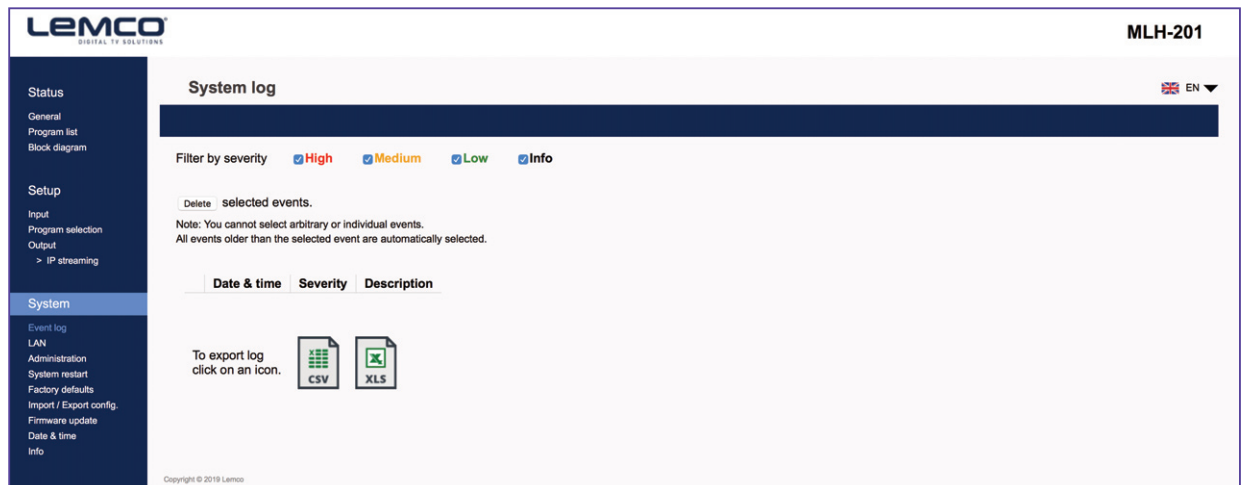 LEMCO
DIGITAL TV SOLUTIONS
MLH-201
Status
General
Program list
Block diagram
Setup
Input
Program selection
Output
> IP streaming
System
Event log
LAN
Administration
System restart
Factory defaults
Import / Export config.
Firmware update
Date & time
Info
System log
EN
Filter by severity High Medium Low Info
Delete selected events.
Note: You cannot select arbitrary or individual events.
All events older than the selected event are automatically selected.
Date & time Severity Description
To export log
click on an icon.
CSV XLS
Copyright © 2019 Lemco